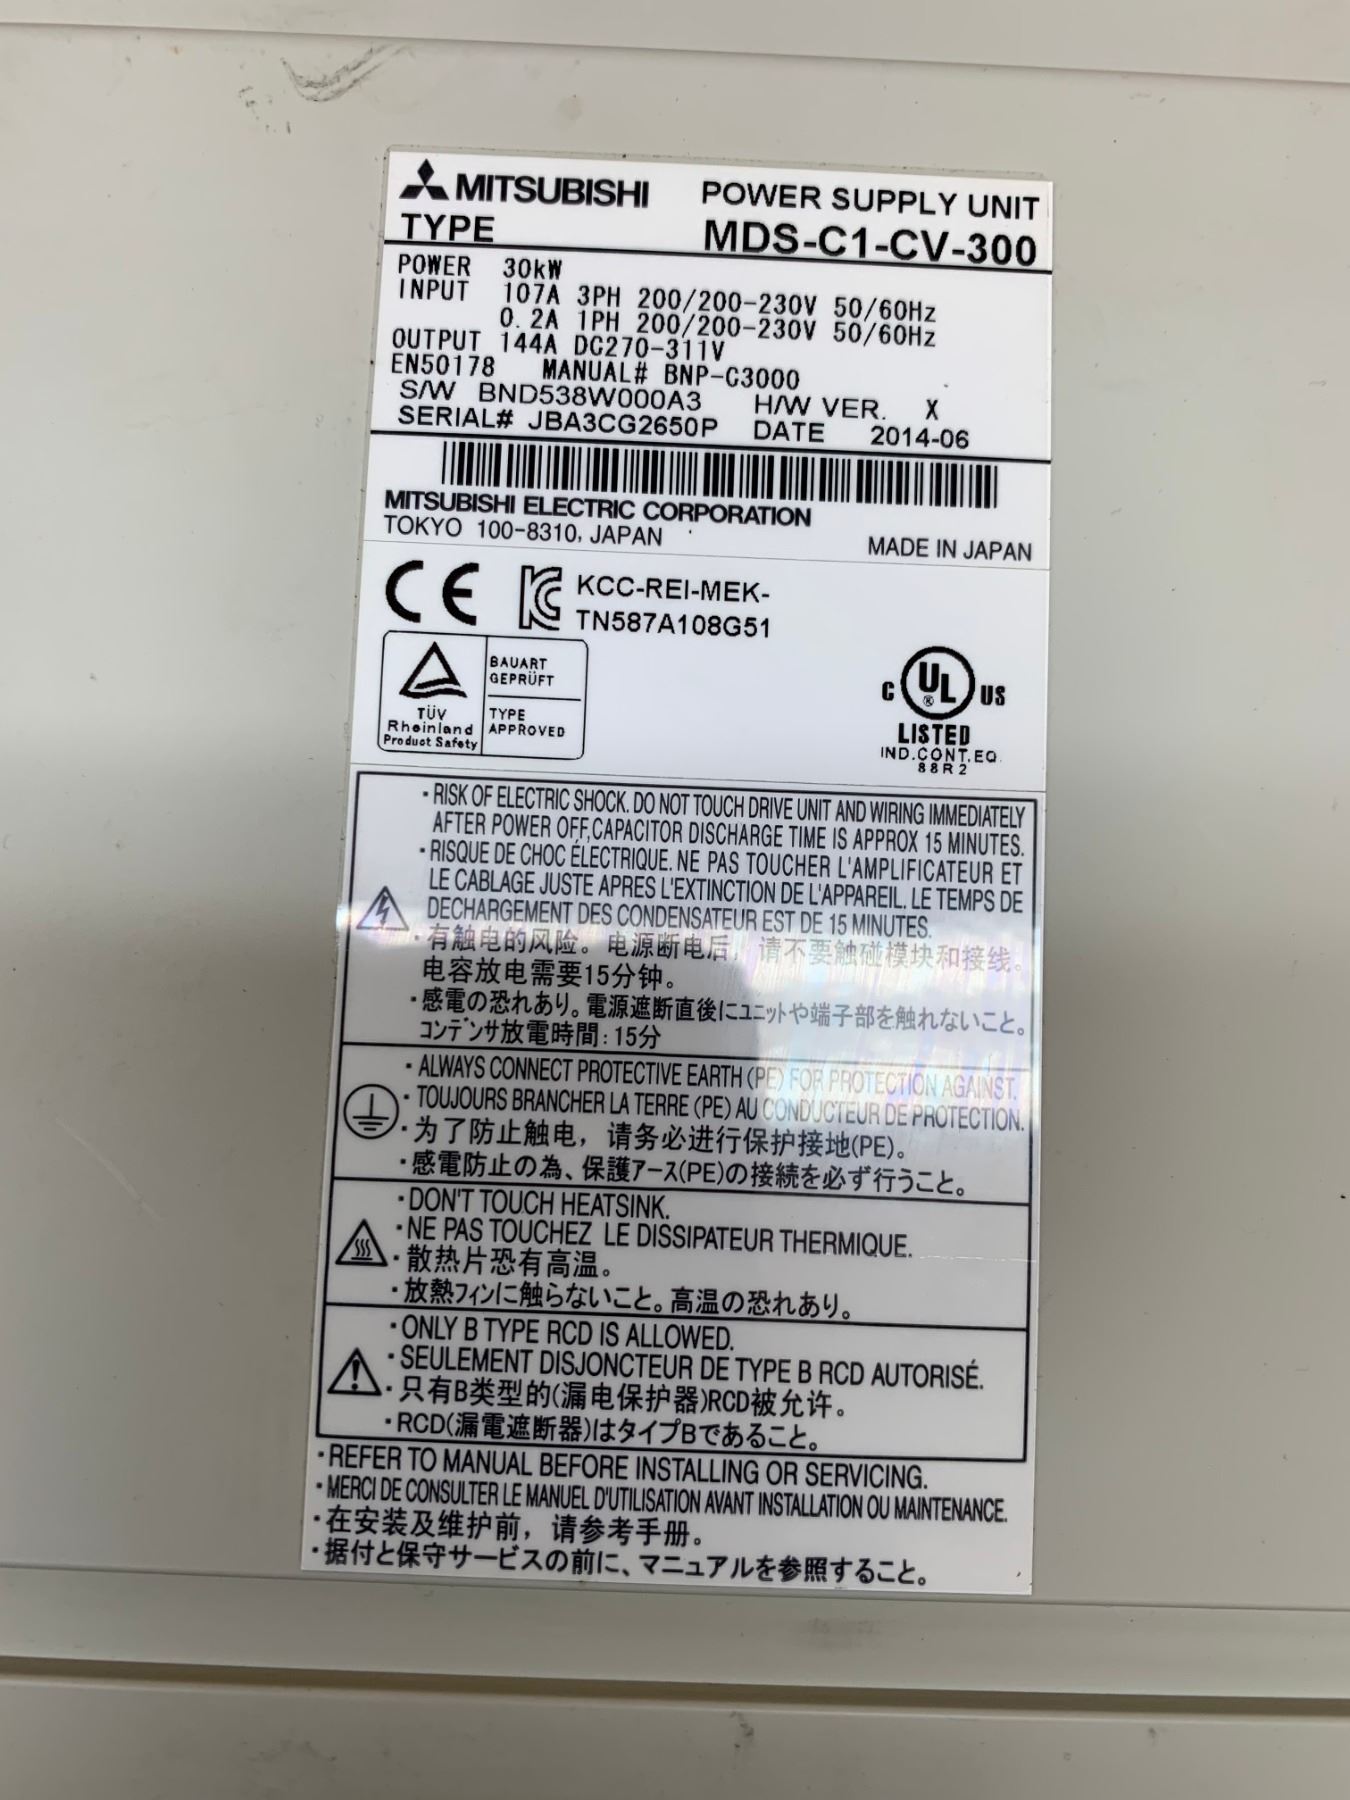 MITSUBISHI POWER SUPPLY UNIT
TYPE MDS-C1-CV-300
POWER 30kW
INPUT 107A 3PH 200/200-230V 50/60Hz
0.2A 1PH 200/200-230V 50/60Hz
OUTPUT 144A DC270-311V
EN50178 MANUAL# BNP-C3000
S/W BND538W000A3 H/W VER. X
SERIAL# JBA3CG2650P DATE 2014-06
MITSUBISHI ELECTRIC CORPORATION
TOKYO 100-8310, JAPAN MADE IN JAPAN
CE KC KCC-REI-MEK-
TN587A108G51
BAUART
GEPRÜFT
TÜV
Rheinland
Product Safety
TYPE
APPROVED
C UL ® US
LISTED
IND.CONT.EQ.
88R2
・RISK OF ELECTRIC SHOCK. DO NOT TOUCH DRIVE UNIT AND WIRING IMMEDIATELY
AFTER POWER OFF,CAPACITOR DISCHARGE TIME IS APPROX 15 MINUTES.
・RISQUE DE CHOC ÉLECTRIQUE. NE PAS TOUCHER L'AMPLIFICATEUR ET
LE CABLAGE JUSTE APRES L'EXTINCTION DE L'APPAREIL. LE TEMPS DE
DECHARGEMENT DES CONDENSATEUR EST DE 15 MINUTES.
・有触电的风险。电源断电后，请不要触碰模块和接线。
电容放电需要15分钟。
・感電の恐れあり。電源遮断直後にユニットや端子部を触れないこと。
コンデンサ放電時間：15分
・ALWAYS CONNECT PROTECTIVE EARTH (PE) FOR PROTECTION AGAINST.
・TOUJOURS BRANCHER LA TERRE (PE) AU CONDUCTEUR DE PROTECTION.
・为了防止触电，请务必进行保护接地(PE)。
・感電防止の為、保護アース(PE)の接続を必ず行うこと。
・DON'T TOUCH HEATSINK.
・NE PAS TOUCHEZ LE DISSIPATEUR THERMIQUE.
・散热片恐有高温。
・放熱フィンに触らないこと。高温の恐れあり。
・ONLY B TYPE RCD IS ALLOWED.
・SEULEMENT DISJONCTEUR DE TYPE B RCD AUTORISÉ.
・只有B类型的(漏电保护器)RCD被允许。
・RCD(漏電遮断器)はタイプBであること。
・REFER TO MANUAL BEFORE INSTALLING OR SERVICING.
・MERCI DE CONSULTER LE MANUEL D'UTILISATION AVANT INSTALLATION OU MAINTENANCE.
・在安装及维护前，请参考手册。
・据付と保守サービスの前に、マニュアルを参照すること。